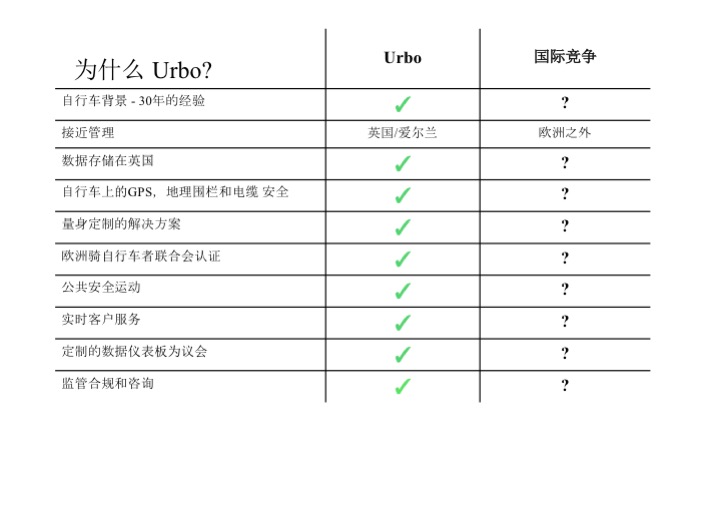 为什么 Urbo?
Urbo
国际竞争
自行车背景 - 30年的经验 ✓ ?
接近管理 英国/爱尔兰 欧洲之外
数据存储在英国 ✓ ?
自行车上的GPS，地理围栏和电缆 安全 ✓ ?
量身定制的解决方案 ✓ ?
欧洲骑自行车者联合会认证 ✓ ?
公共安全运动 ✓ ?
实时客户服务 ✓ ?
定制的数据仪表板为议会 ✓ ?
监管合规和咨询 ✓ ?